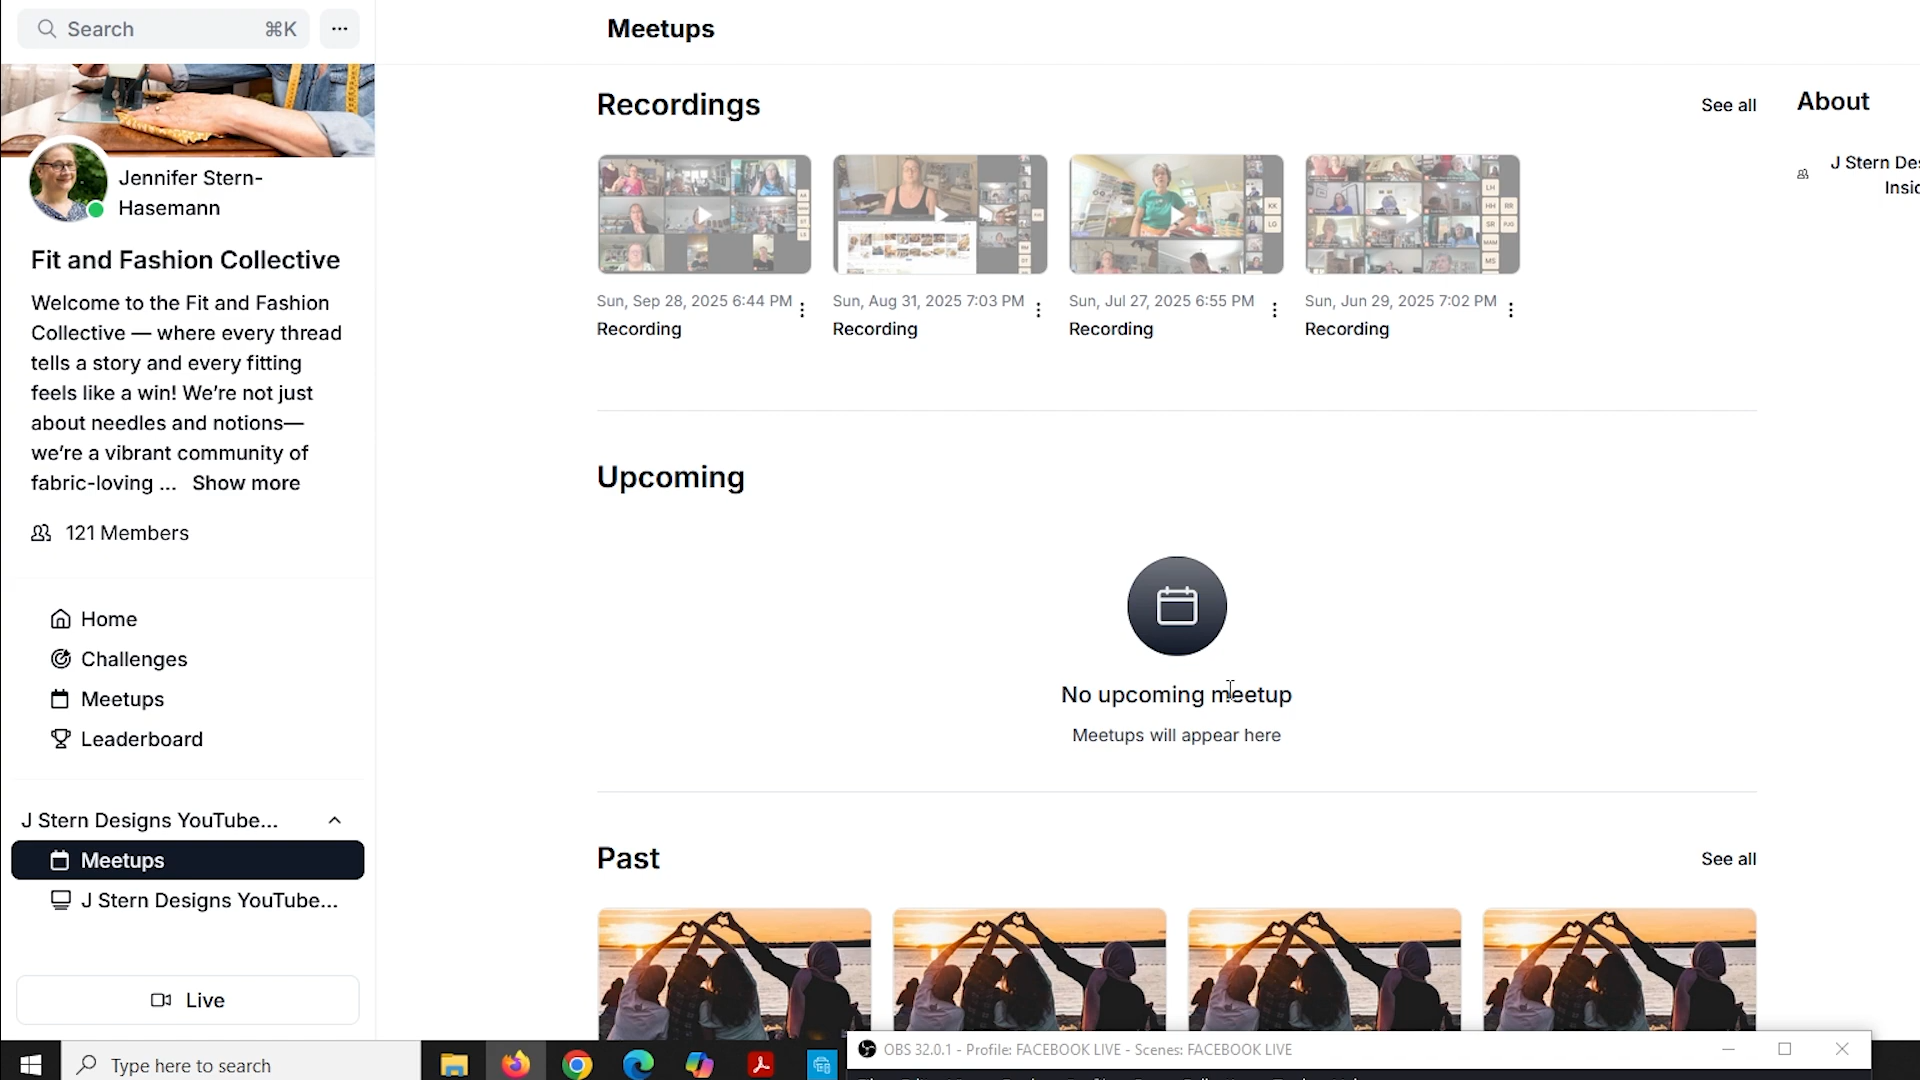 Search ⌘K ...
Meetups
Jennifer Stern-
Hasemann
Fit and Fashion Collective
Welcome to the Fit and Fashion
Collective — where every thread
tells a story and every fitting
feels like a win! We're not just
about needles and notions—
we're a vibrant community of
fabric-loving ... Show more
121 Members
Home
Challenges
Meetups
Leaderboard
J Stern Designs YouTube...
Meetups
J Stern Designs YouTube...
Live
Recordings See all
Sun, Sep 28, 2025 6:44 PM
Recording
Sun, Aug 31, 2025 7:03 PM
Recording
Sun, Jul 27, 2025 6:55 PM
Recording
Sun, Jun 29, 2025 7:02 PM
Recording
Upcoming
No upcoming meetup
Meetups will appear here
Past See all
About
J Stern Des
Insid
Type here to search
OBS 32.0.1 - Profile: FACEBOOK LIVE - Scenes: FACEBOOK LIVE